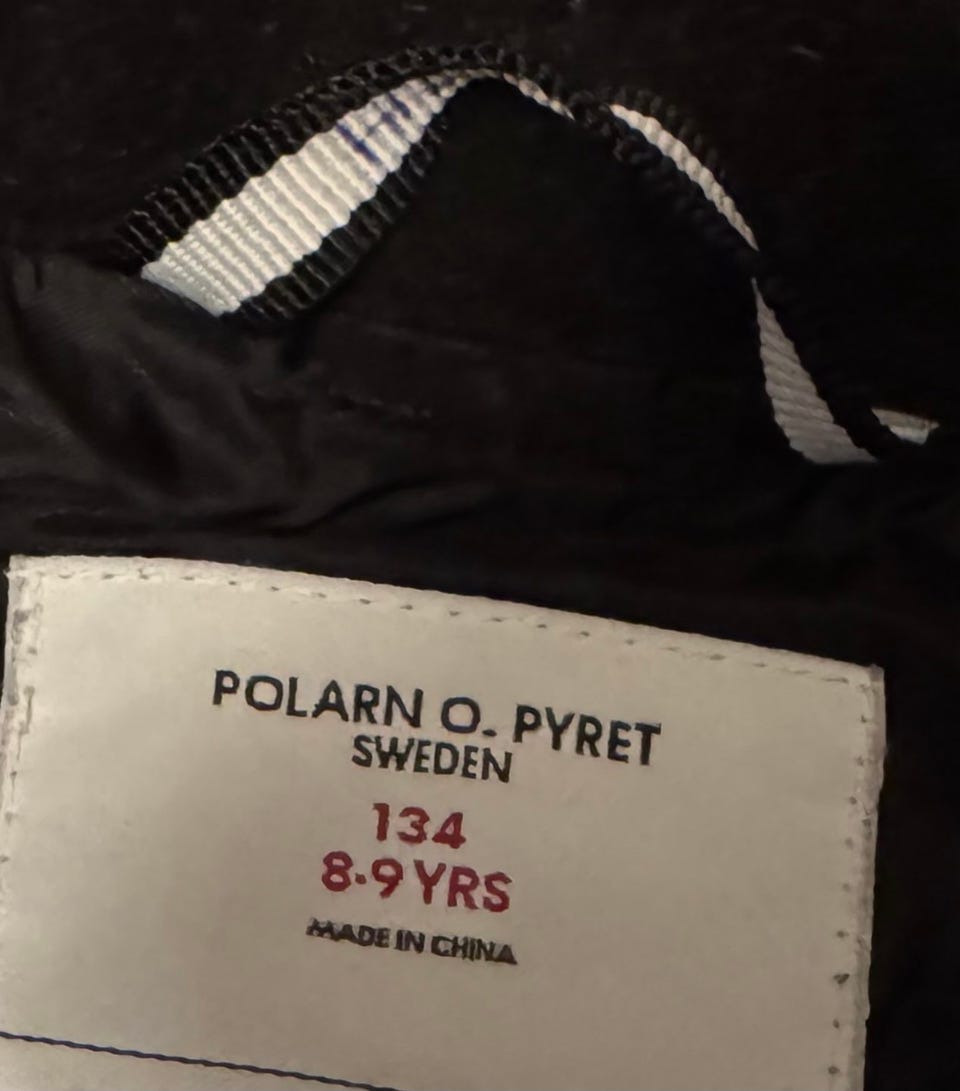 POLARN O. PYRET
SWEDEN
134
8-9 YRS
MADE IN CHINA